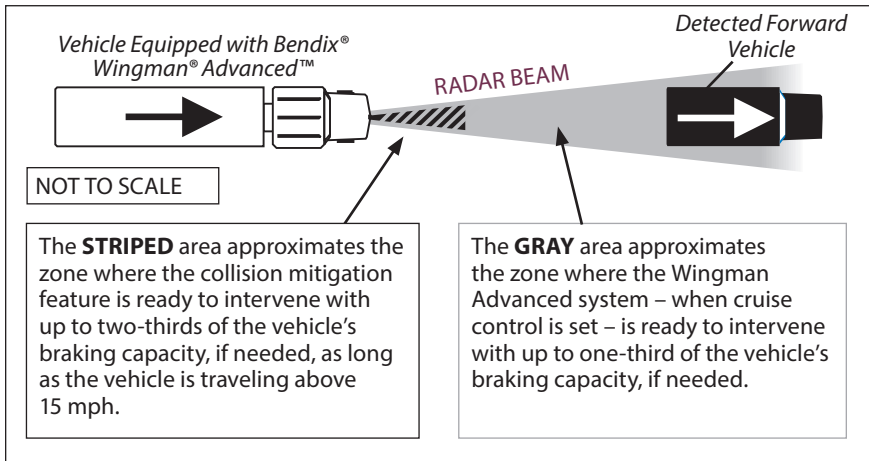 Vehicle Equipped with Bendix®
Wingman® Advanced™
RADAR BEAM
Detected Forward
Vehicle
NOT TO SCALE
The STRIPED area approximates the
zone where the collision mitigation
feature is ready to intervene with
up to two-thirds of the vehicle’s
braking capacity, if needed, as long
as the vehicle is traveling above
15 mph.
The GRAY area approximates
the zone where the Wingman
Advanced system – when cruise
control is set – is ready to intervene
with up to one-third of the vehicle’s
braking capacity, if needed.